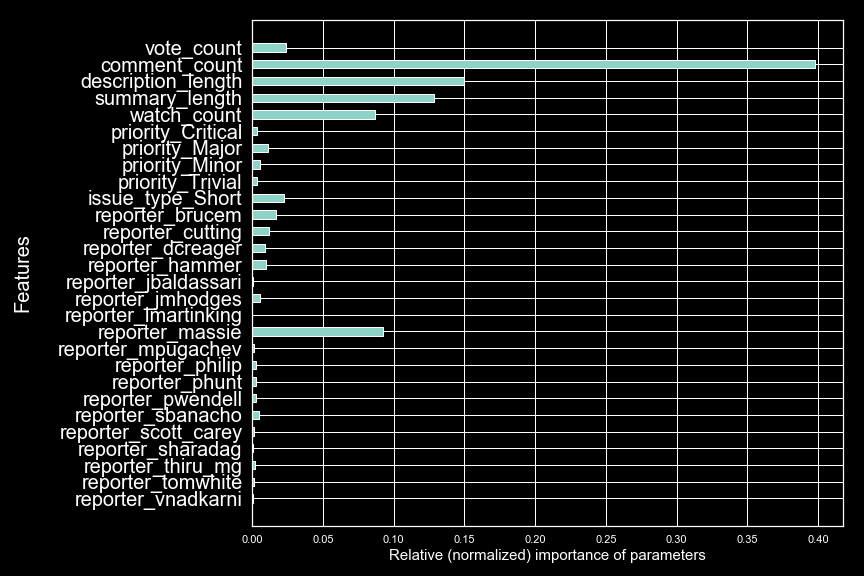 vote_count
comment_count
description_length
summary_length
watch_count
priority_Critical
priority_Major
priority_Minor
priority_Trivial
issue_type_Short
reporter_brucem
reporter_cutting
reporter_dcreager
reporter_hammer
reporter_jbaldassari
reporter_jmhodges
reporter_lmartinking
reporter_massie
reporter_mpugachev
reporter_philip
reporter_phunt
reporter_pwendell
reporter_sbanacho
reporter_scott_carey
reporter_sharadag
reporter_thiru_mg
reporter_tomwhite
reporter_vnadkarni
Features
0.00 0.05 0.10 0.15 0.20 0.25 0.30 0.35 0.40
Relative (normalized) importance of parameters